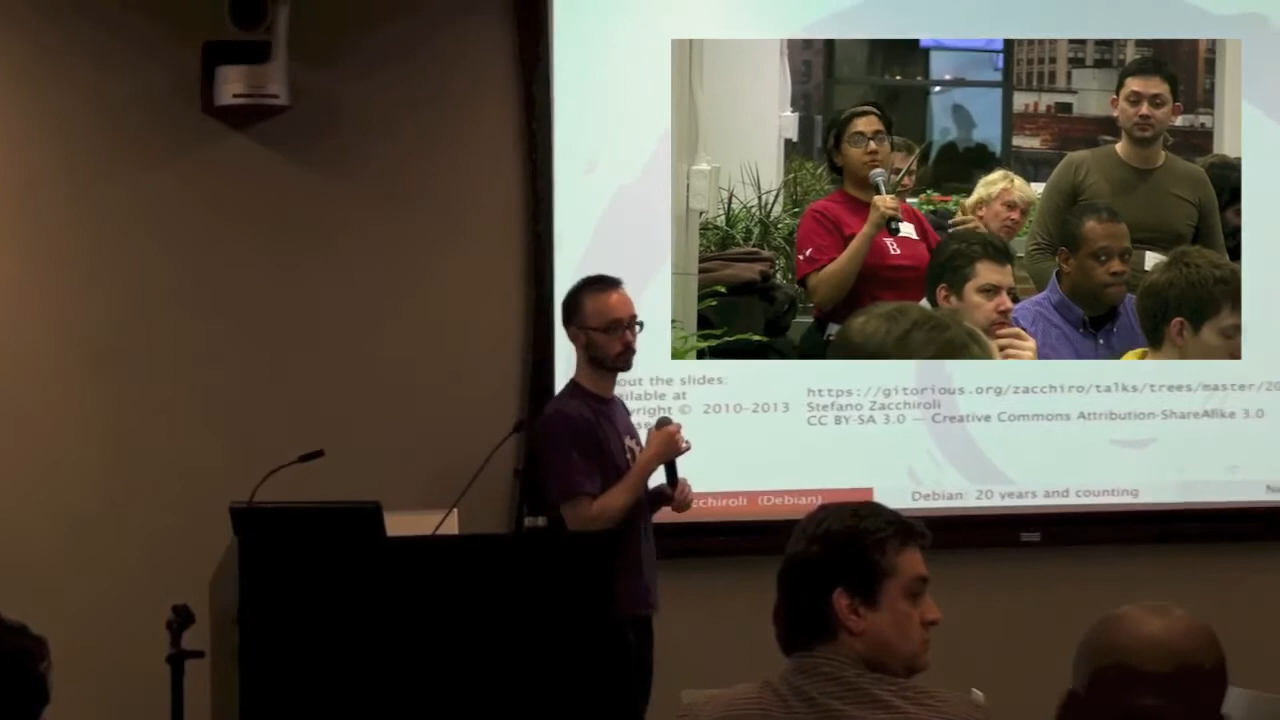 out the slides:
ilable at
https://gitorious.org/zacchiro/talks/trees/master/20
yright © 2010-2013
Stefano Zacchiroli
CC BY-SA 3.0 — Creative Commons Attribution-ShareAlike 3.0
cchiroli (Debian)
Debian: 20 years and counting